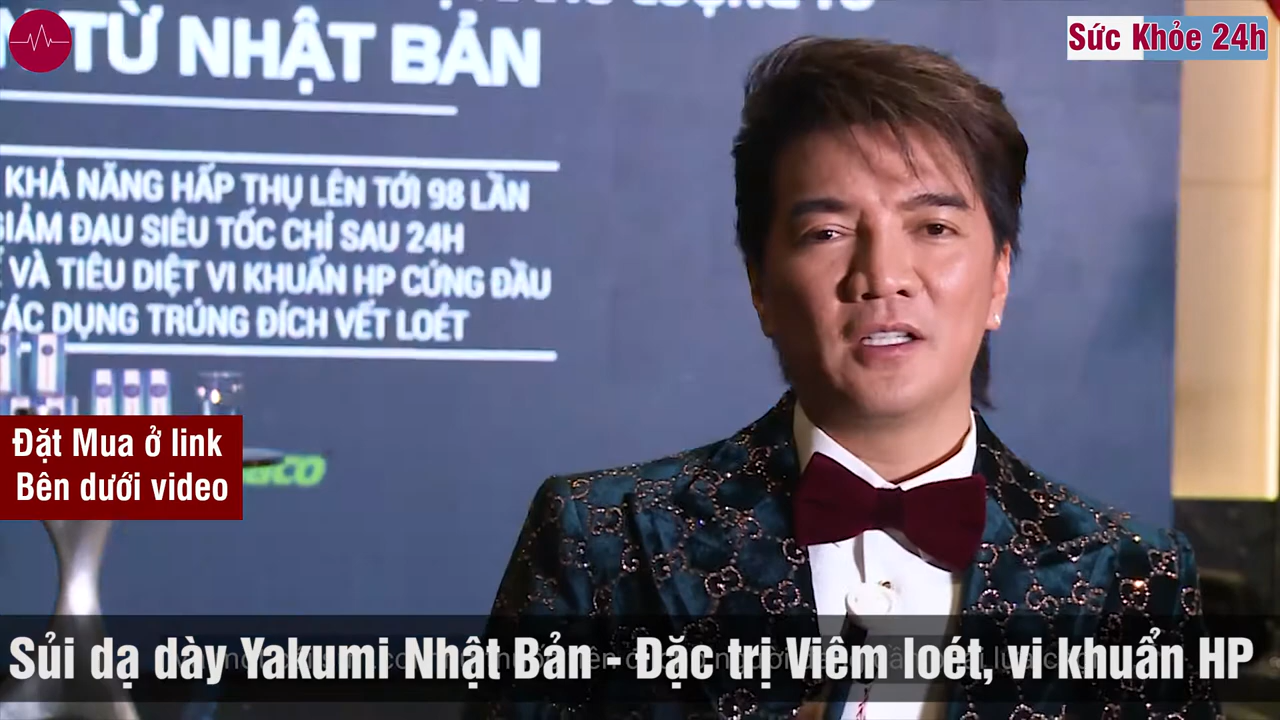 TỪ NHẬT BẢN
Sức Khỏe 24h
KHẢ NĂNG HẤP THỤ LÊN TỚI 98 LẦN
GIẢM ĐAU SIÊU TỐC CHỈ SAU 24H
VÀ TIÊU DIỆT VI KHUẨN HP CỨNG ĐẦU
TÁC DỤNG TRÚNG ĐÍCH VẾT LOÉT
Đặt Mua ở link
Bên dưới video
Sủi dạ dày Yakumi Nhật Bản - Đặc trị Viêm loét, vi khuẩn HP